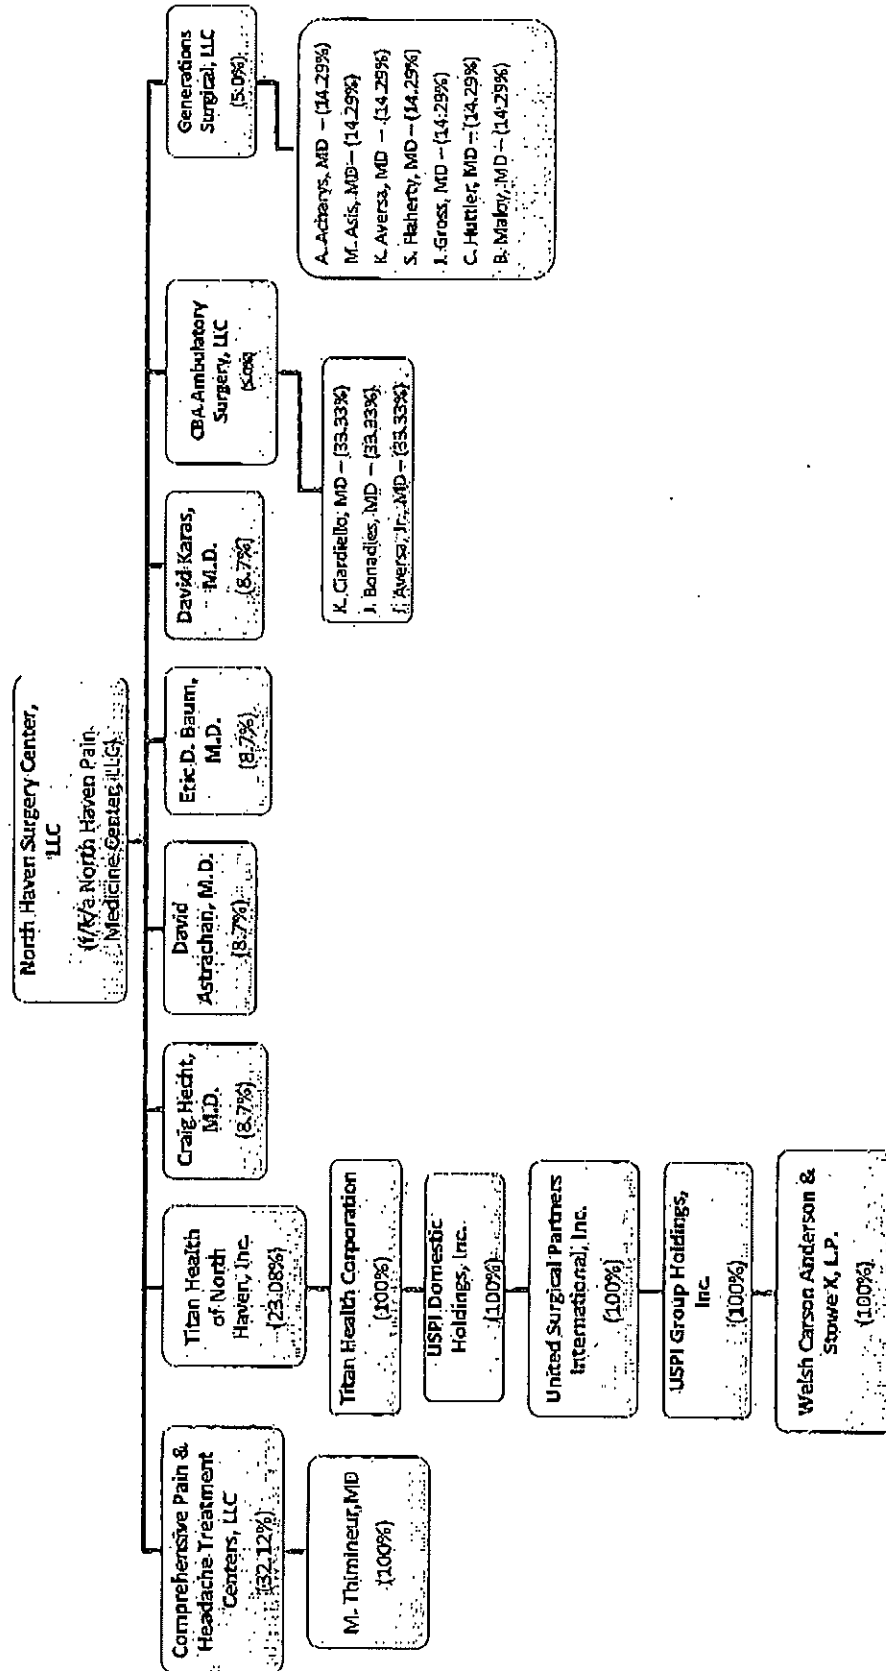 North Haven Surgery Center,
LLC
(f/k/a North Haven Pain
Medicine Center, LLC)
Comprehensive Pain &
Headache Treatment
Centers, LLC
(32.12%)
M. Thimineur, MD
(100%)
Titan Health
of North
Haven, Inc.
(23.08%)
Titan Health Corporation
(100%)
USPI Domestic
Holdings, Inc.
(100%)
United Surgical Partners
International, Inc.
(100%)
USPI Group Holdings,
Inc.
(100%)
Welsh Carson Anderson &
Stowe X, L.P.
(100%)
Craig Hecht,
M.D.
(8.7%)
David
Astrachan, M.D.
(8.7%)
Eric D. Baum,
M.D.
(8.7%)
David Karas,
M.D.
(8.7%)
CBA Ambulatory
Surgery, LLC
(5.0%)
K. Ciardiello, MD – (33.33%)
J. Bonadies, MD – (33.33%)
J. Aversa, Jr., MD – (33.33%)
Generations
Surgical, LLC
(5.0%)
A. Acharys, MD – (14.29%)
M. Asis, MD – (14.29%)
K. Aversa, MD – (14.29%)
S. Flaherty, MD – (14.29%)
J. Gross, MD – (14.29%)
C. Huttler, MD – (14.29%)
B. Maloy, MD – (14.29%)